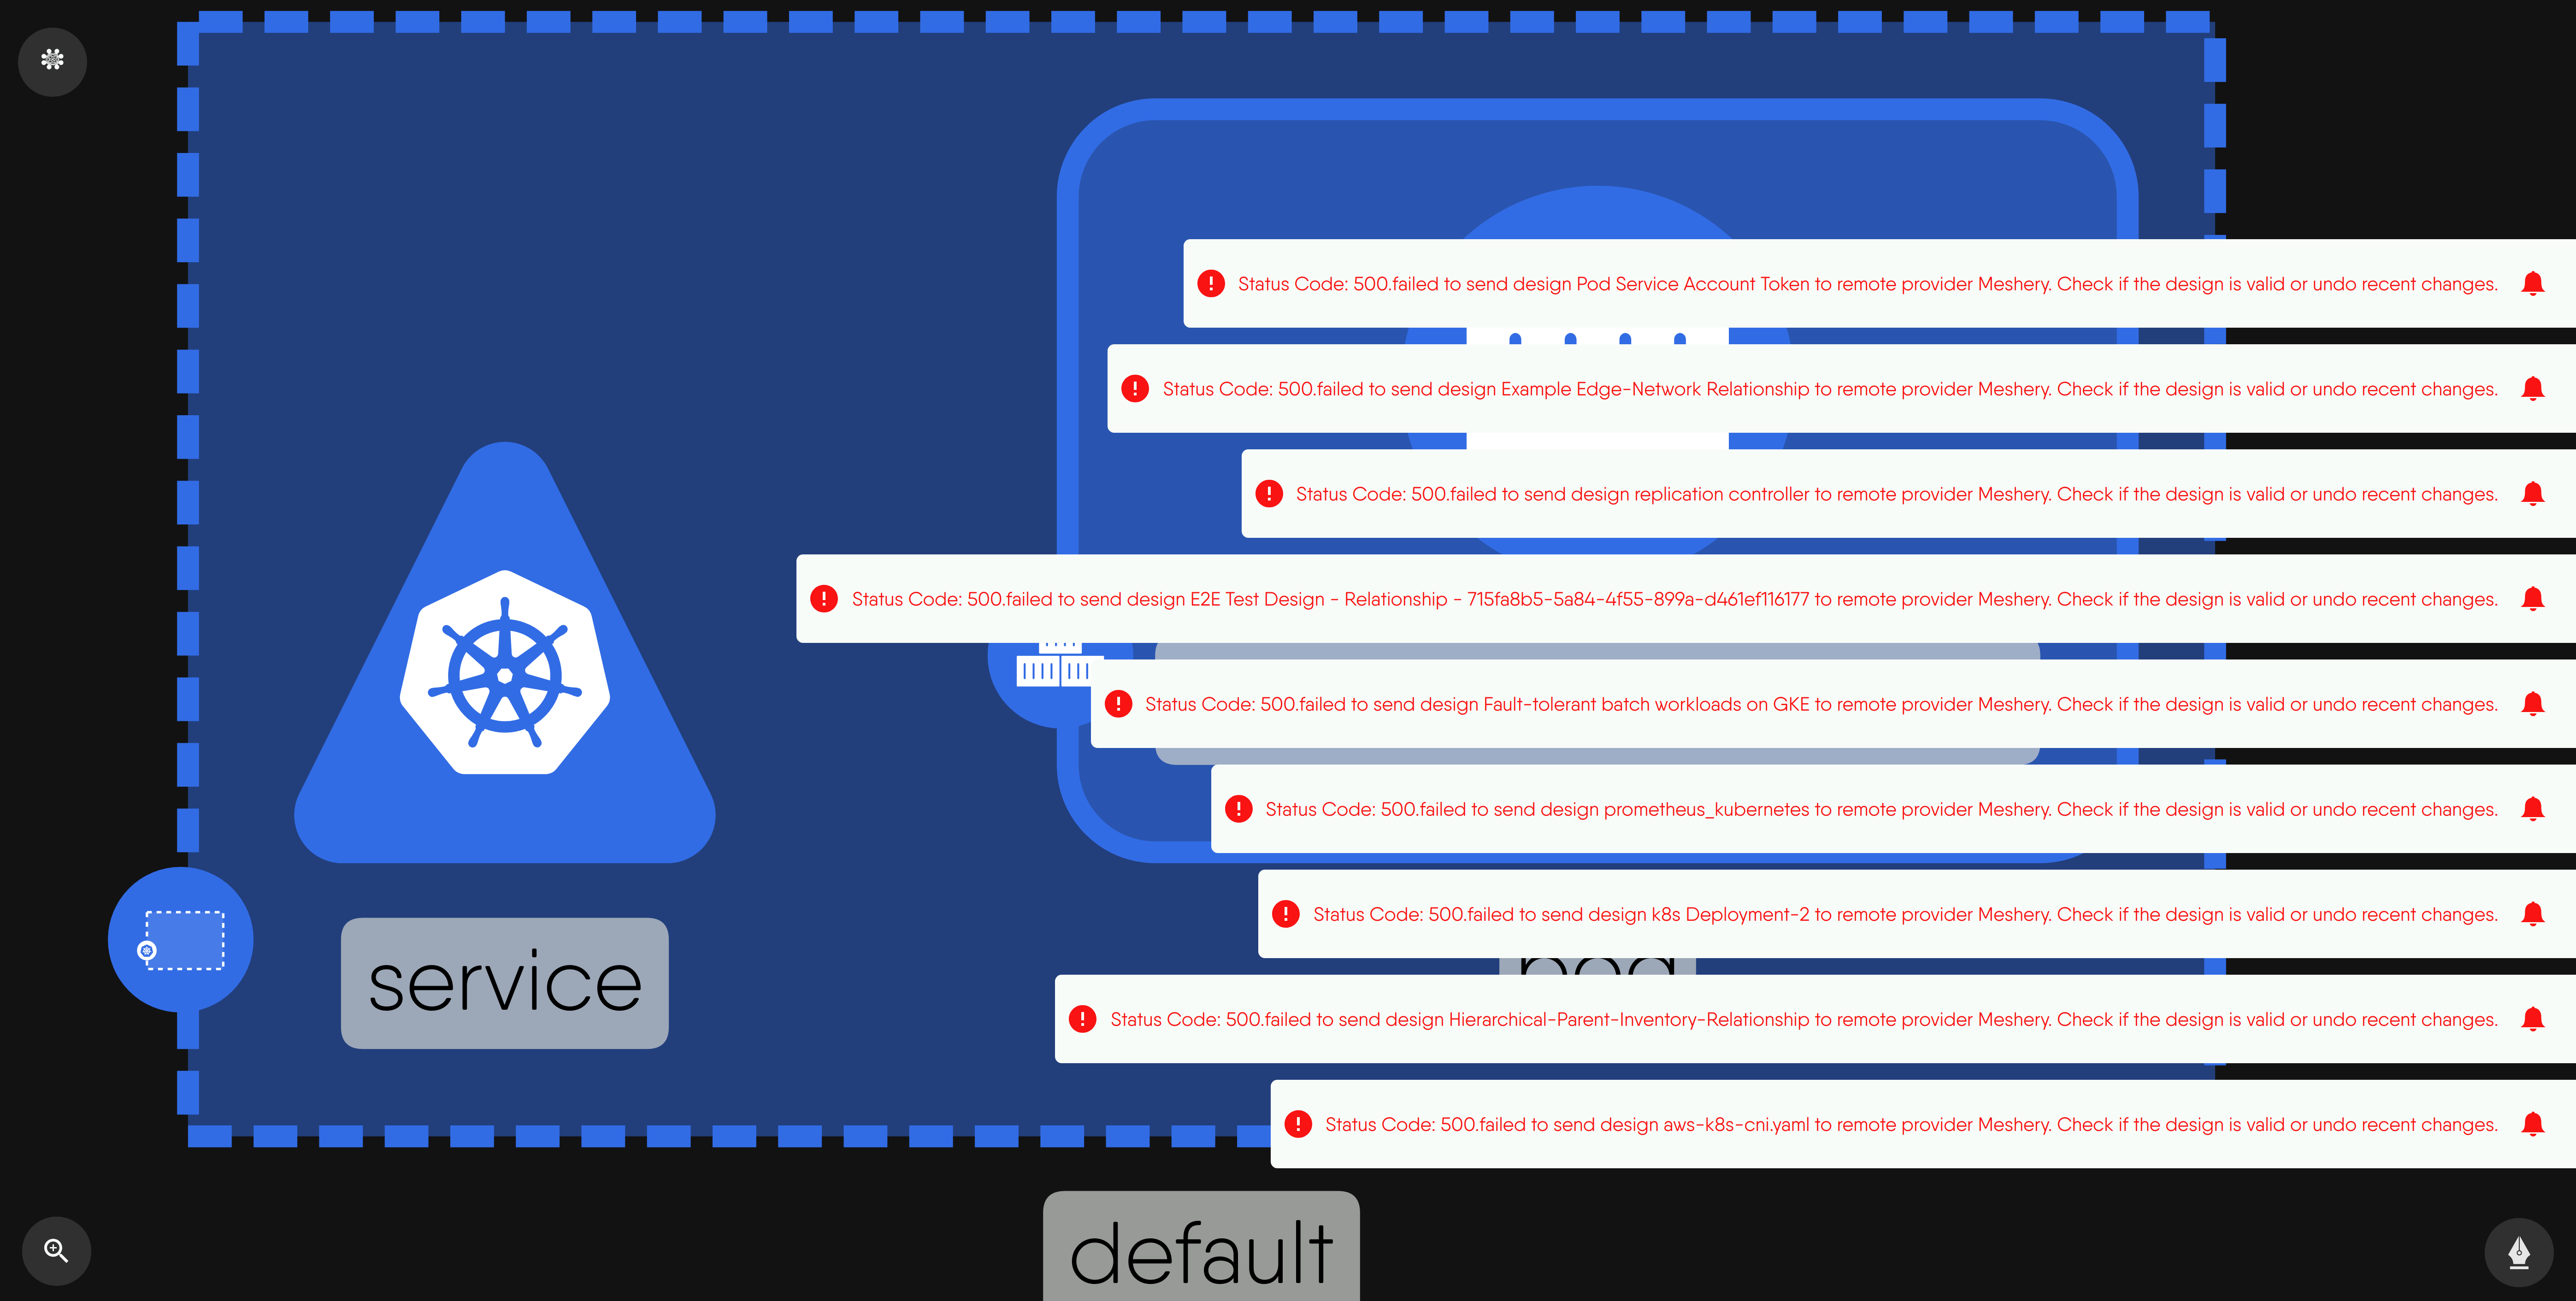 Status Code: 500.failed to send design Pod Service Account Token to remote provider Meshery. Check if the design is valid or undo recent changes.
Status Code: 500.failed to send design Example Edge-Network Relationship to remote provider Meshery. Check if the design is valid or undo recent changes.
Status Code: 500.failed to send design replication controller to remote provider Meshery. Check if the design is valid or undo recent changes.
Status Code: 500.failed to send design E2E Test Design - Relationship - 715fa8b5-5a84-4f55-899a-d461ef116177 to remote provider Meshery. Check if the design is valid or undo recent changes.
Status Code: 500.failed to send design Fault-tolerant batch workloads on GKE to remote provider Meshery. Check if the design is valid or undo recent changes.
Status Code: 500.failed to send design prometheus_kubernetes to remote provider Meshery. Check if the design is valid or undo recent changes.
Status Code: 500.failed to send design k8s Deployment-2 to remote provider Meshery. Check if the design is valid or undo recent changes.
service
Status Code: 500.failed to send design Hierarchical-Parent-Inventory-Relationship to remote provider Meshery. Check if the design is valid or undo recent changes.
Status Code: 500.failed to send design aws-k8s-cni.yaml to remote provider Meshery. Check if the design is valid or undo recent changes.
default